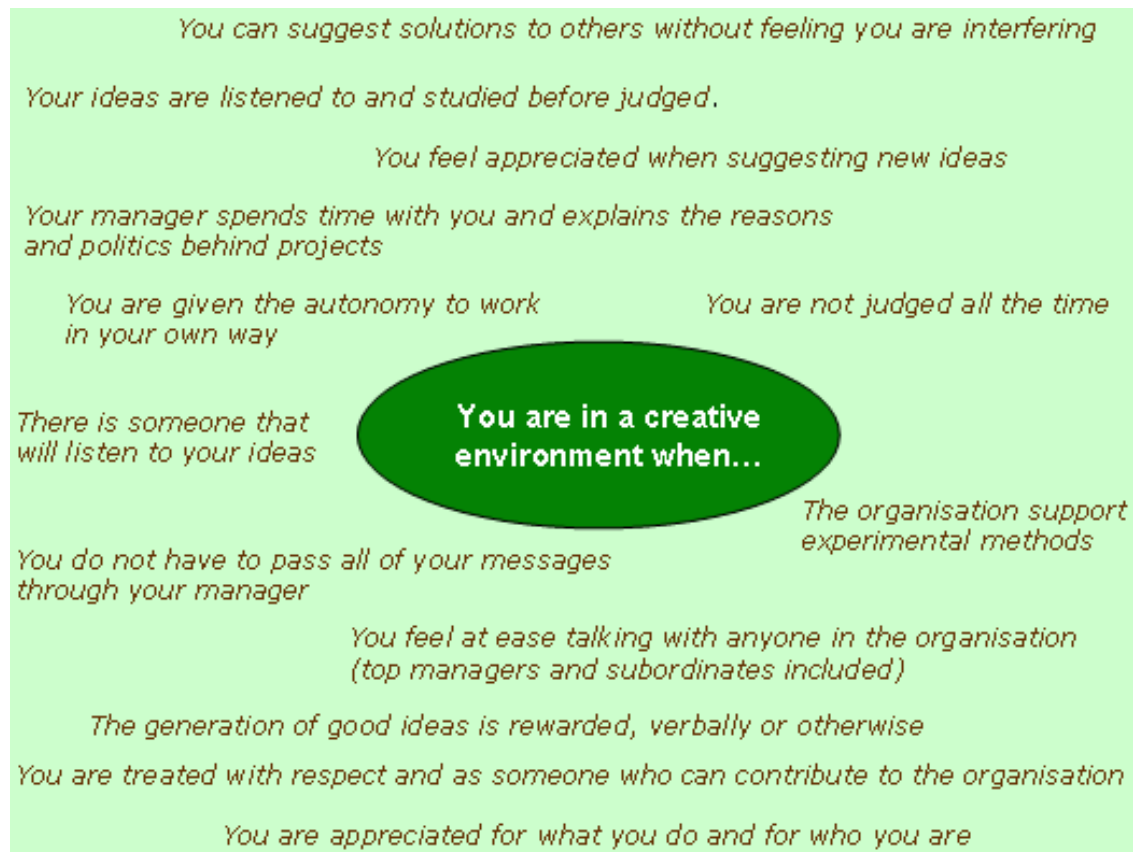 You can suggest solutions to others without feeling you are interfering
Your ideas are listened to and studied before judged.
You feel appreciated when suggesting new ideas
Your manager spends time with you and explains the reasons
and politics behind projects
You are given the autonomy to work
in your own way
You are not judged all the time
There is someone that
will listen to your ideas
You are in a creative
environment when...
The organisation support
experimental methods
You do not have to pass all of your messages
through your manager
You feel at ease talking with anyone in the organisation
(top managers and subordinates included)
The generation of good ideas is rewarded, verbally or otherwise
You are treated with respect and as someone who can contribute to the organisation
You are appreciated for what you do and for who you are